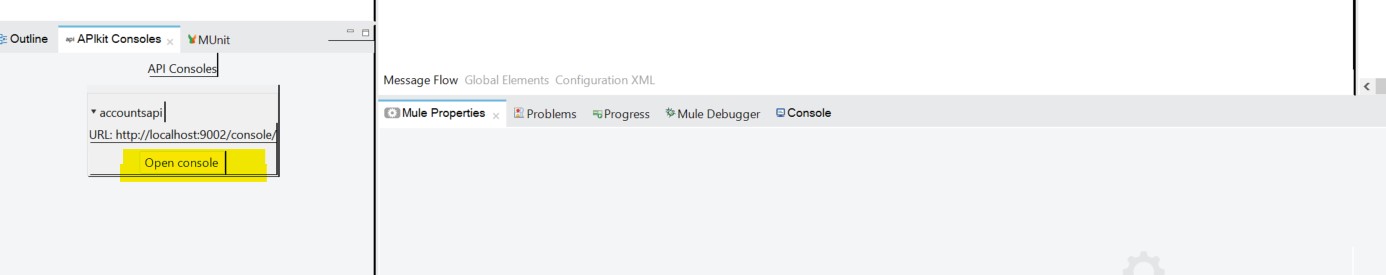 Outline
api APIkit Consoles
MUnit
API Consoles
accountsapi
URL: http://localhost:9002/console/
Open console
Message Flow Global Elements Configuration XML
Mule Properties
Problems
Progress
Mule Debugger
Console